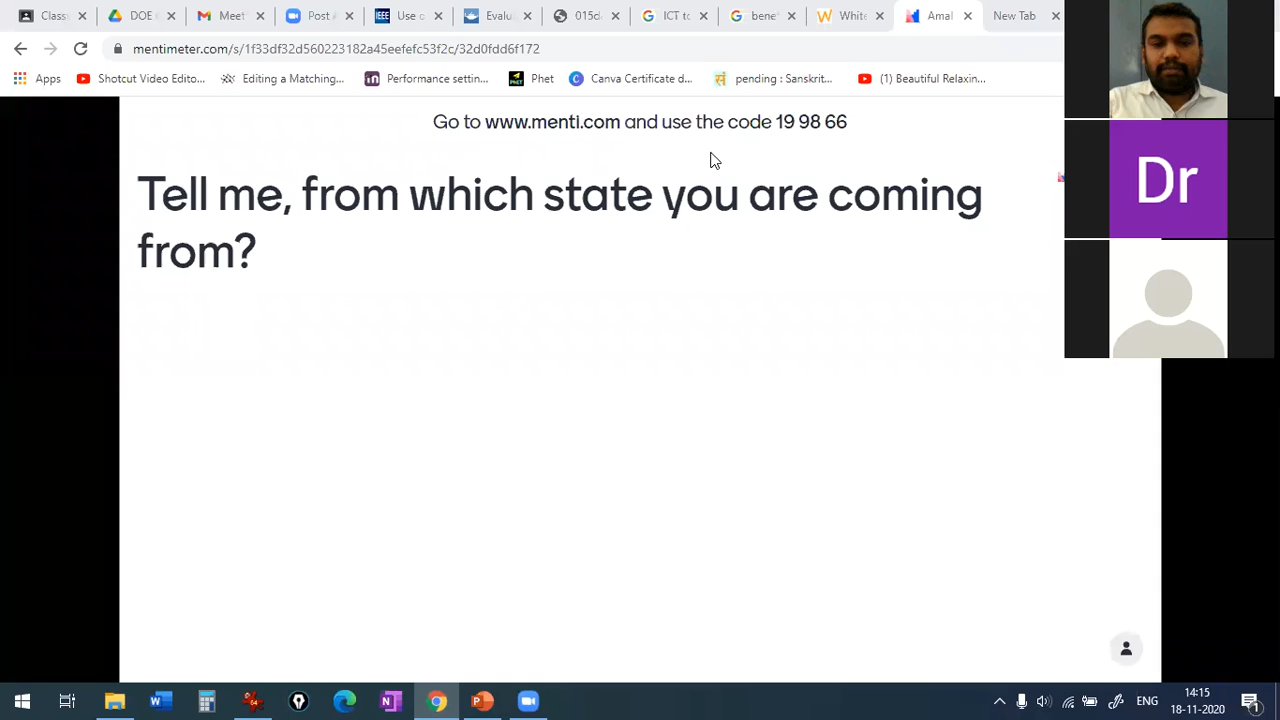 Class
DOE
Meet
Post A
Use o
Evalu
015d
ICT to
bene
White
Amal
New Tab
mentimeter.com/s/1f33df32d560223182a45eefefc53f2c/32d0fdd6f172
Apps
Shotcut Video Edito...
Editing a Matching...
Performance settin...
Phet
Canva Certificate d...
pending : Sanskrit...
(1) Beautiful Relaxin...
Go to www.menti.com and use the code 19 98 66
Tell me, from which state you are coming
from?
Dr
ENG
14:15
18-11-2020